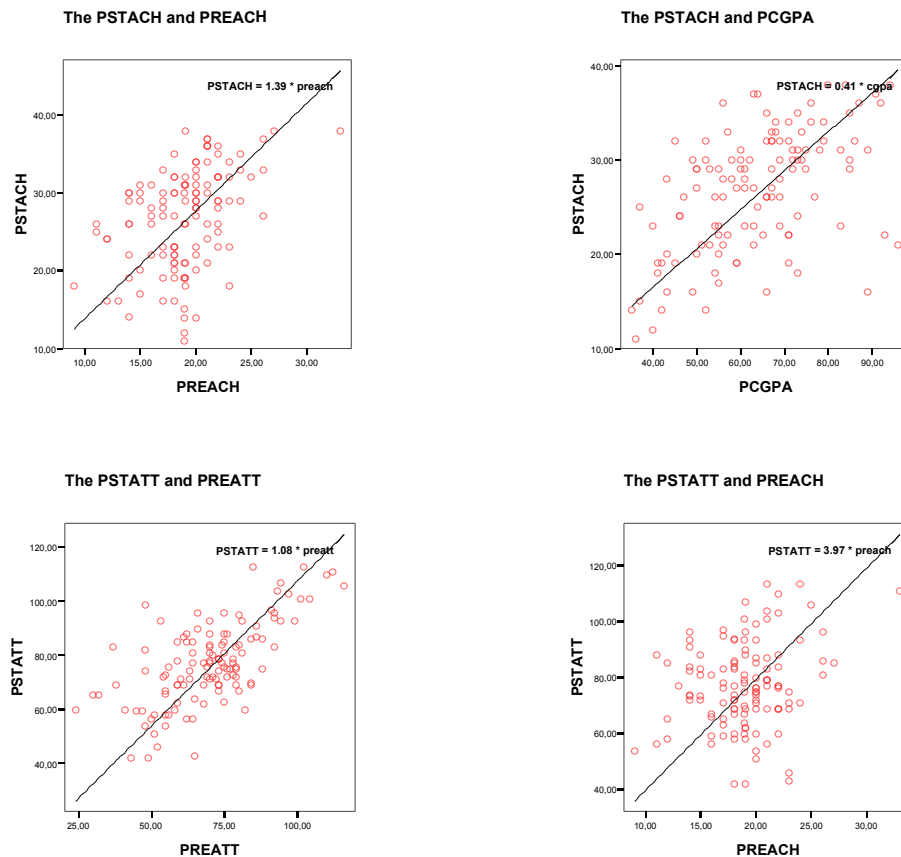 The PSTACH and PREACH
PSTACH = 1.39 * preach
40,00
30,00
20,00
10,00
PSTACH
10,00 15,00 20,00 25,00 30,00
PREACH
The PSTACH and PCGPA
PSTACH = 0.41 * cgpa
40,00
30,00
20,00
10,00
PSTACH
40,00 50,00 60,00 70,00 80,00 90,00
PCGPA
The PSTATT and PREATT
PSTATT = 1.08 * preatt
120,00
100,00
80,00
60,00
40,00
PSTATT
25,00 50,00 75,00 100,00
PREATT
The PSTATT and PREACH
PSTATT = 3.97 * preach
120,00
100,00
80,00
60,00
40,00
PSTATT
10,00 15,00 20,00 25,00 30,00
PREACH